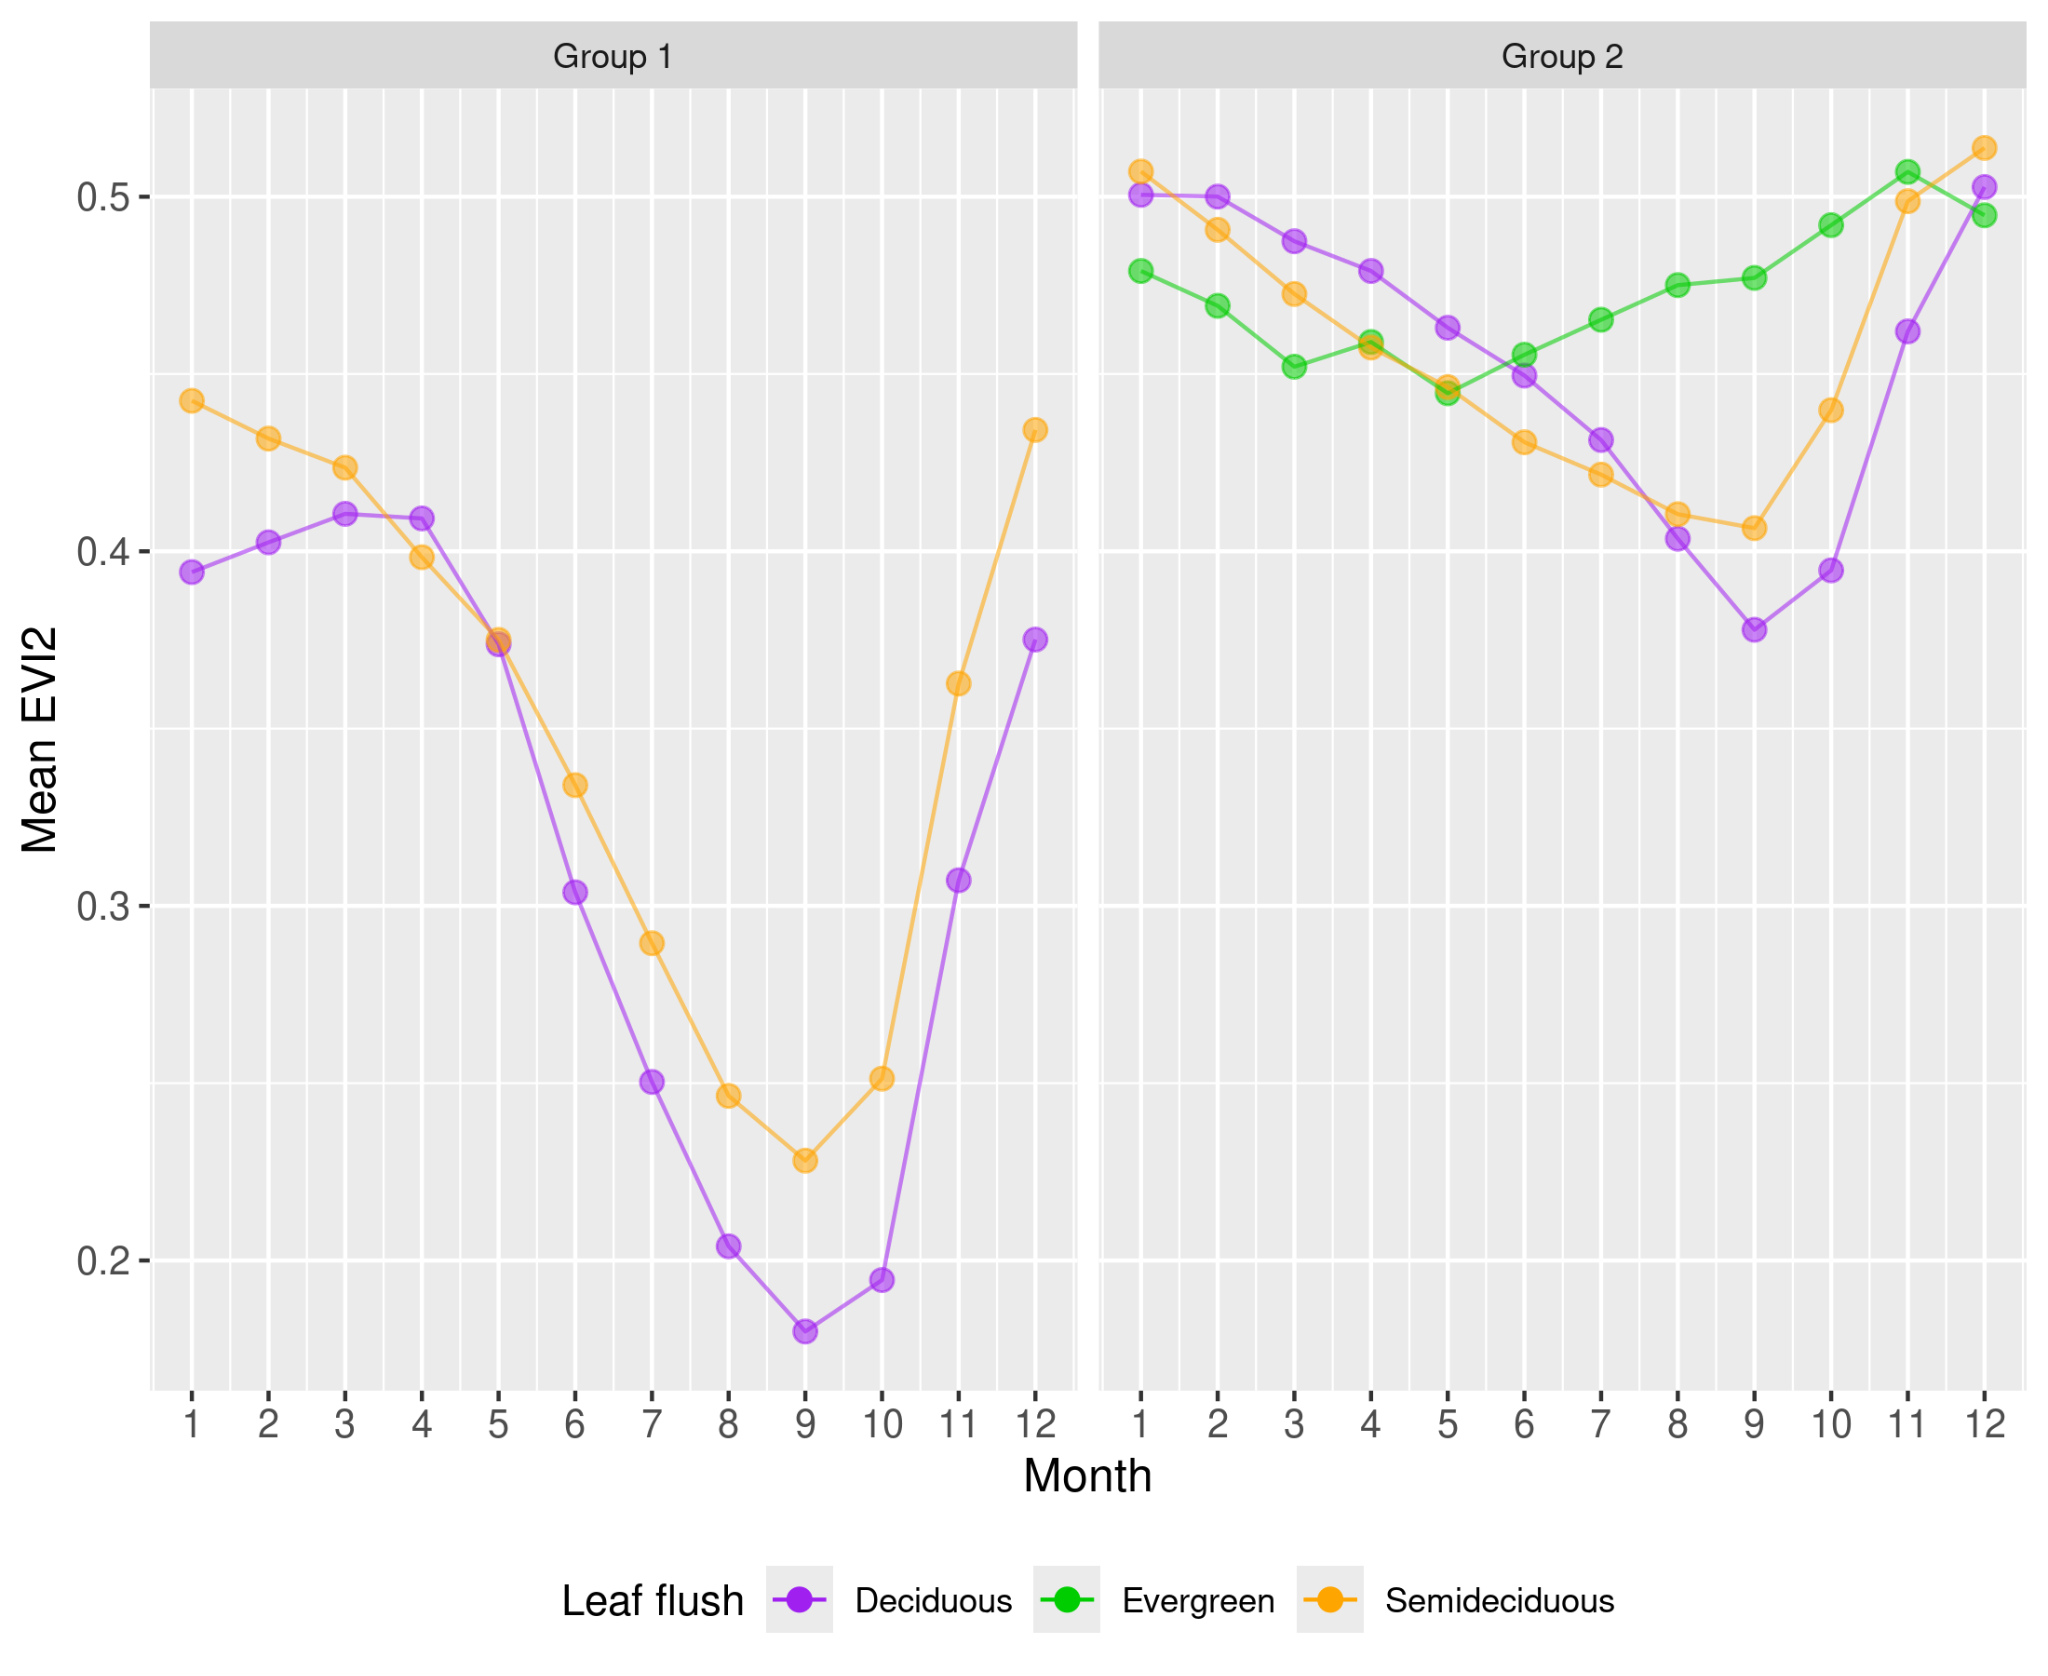 Group 1
Group 2
Mean EVI2
0.5
0.4
0.3
0.2
1 2 3 4 5 6 7 8 9 10 11 12
1 2 3 4 5 6 7 8 9 10 11 12
Month
Leaf flush
Deciduous
Evergreen
Semideciduous